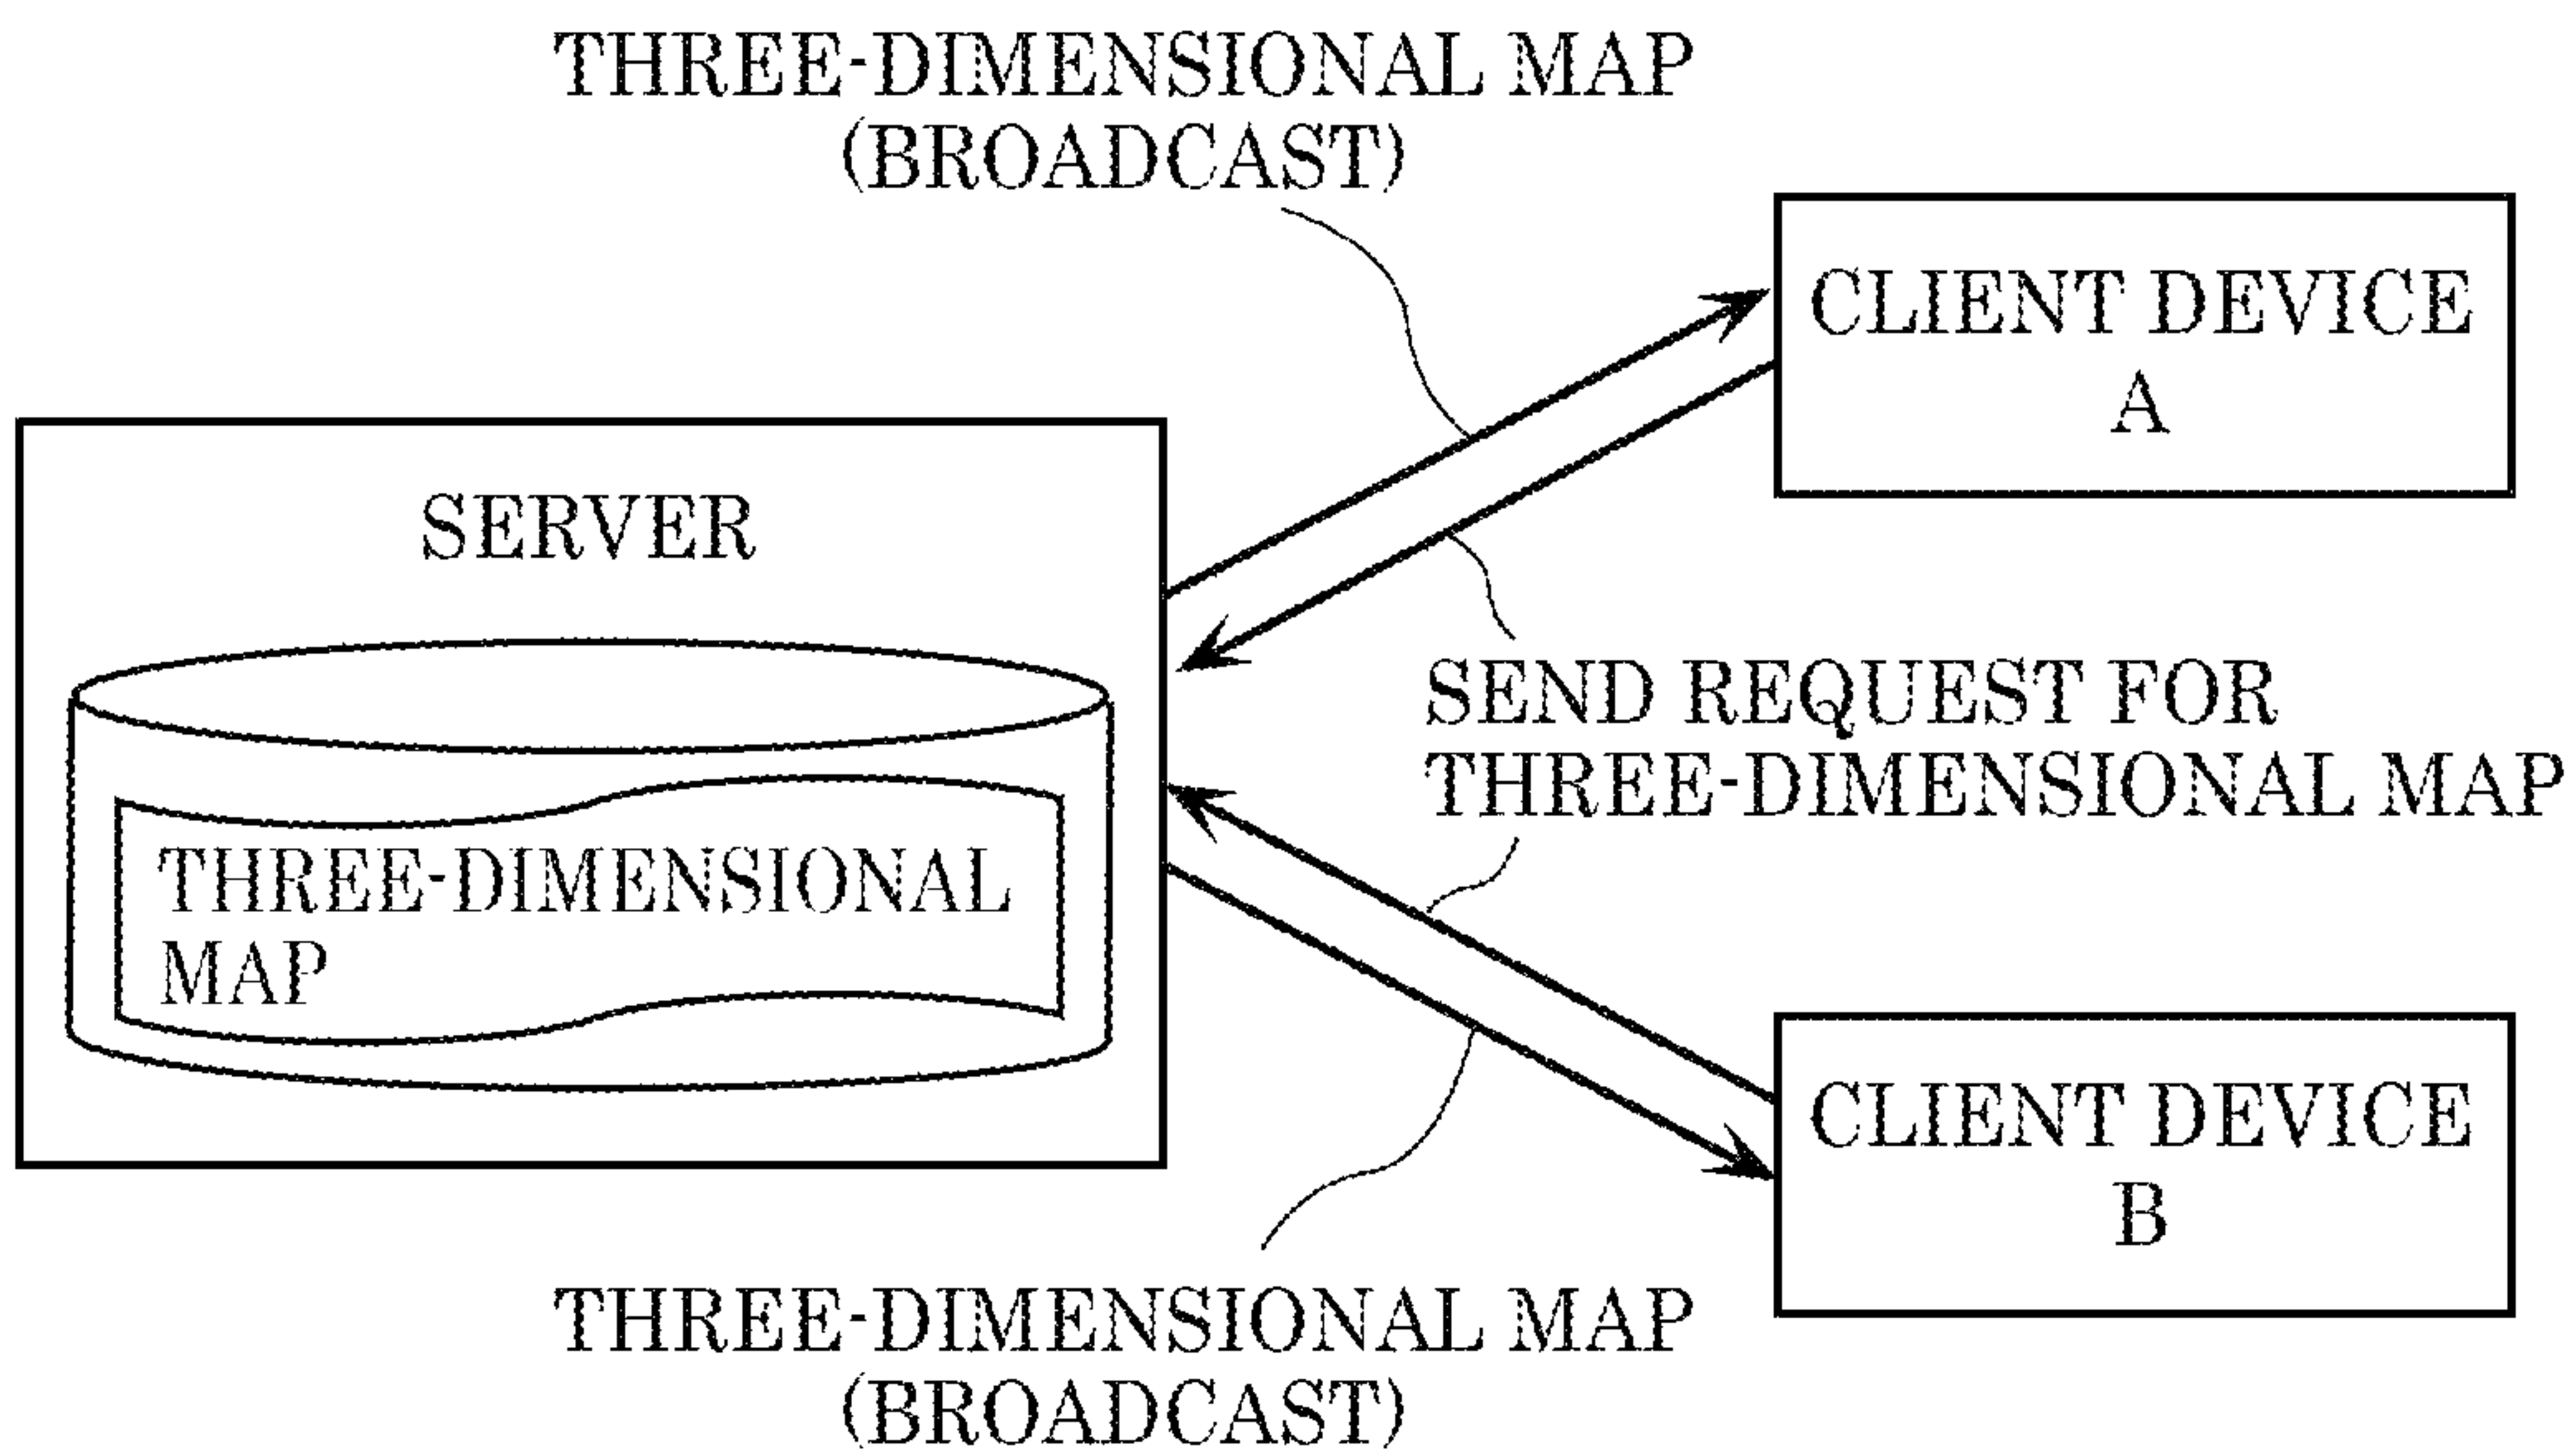 THREE-DIMENSIONAL MAP
(BROADCAST)
CLIENT DEVICE
A
SERVER
SEND REQUEST FOR
THREE-DIMENSIONAL MAP
THREE-DIMENSIONAL
MAP
CLIENT DEVICE
B
THREE-DIMENSIONAL MAP
(BROADCAST)